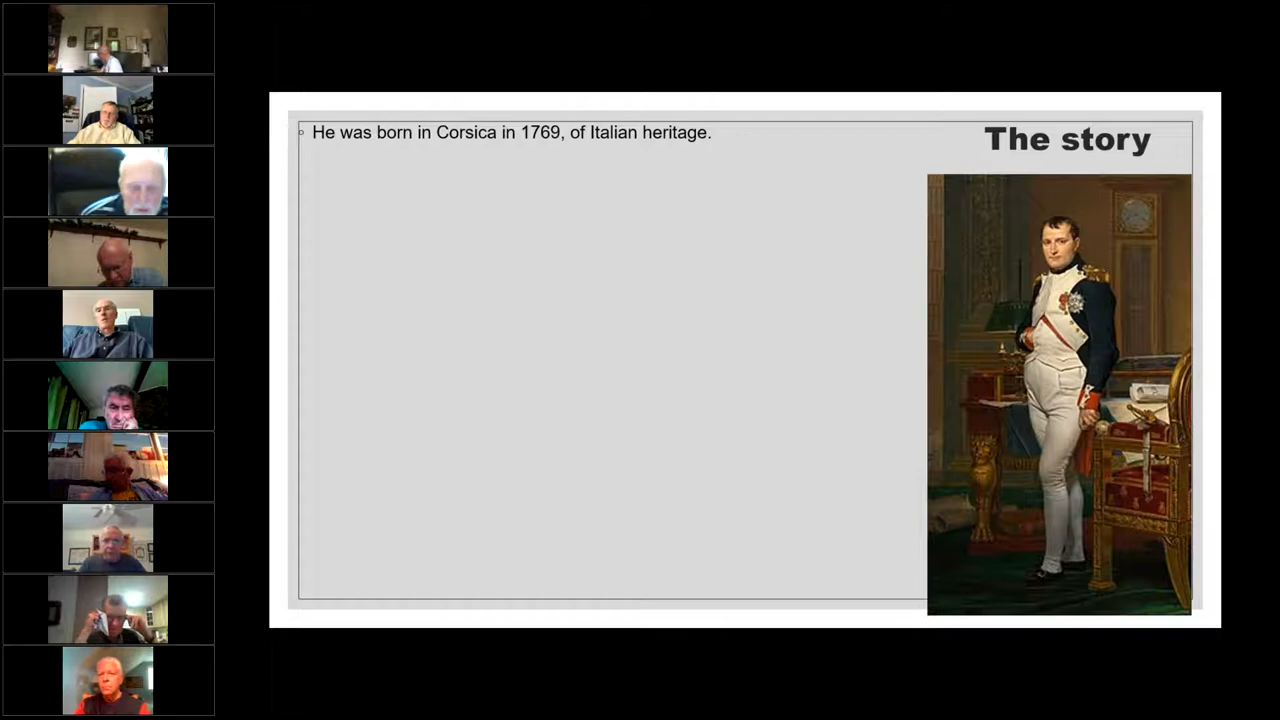 The story
He was born in Corsica in 1769, of Italian heritage.